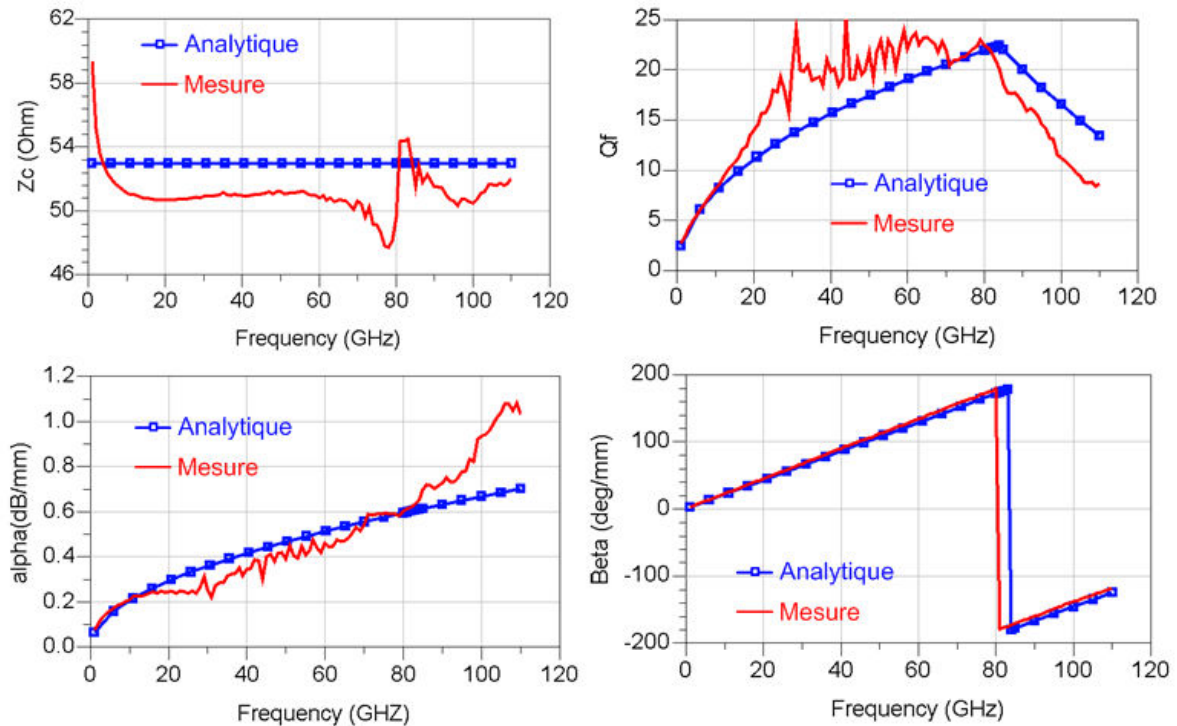 Zc (Ohm)
62
58
54
50
46
Analytique
Mesure
0 20 40 60 80 100 120
Frequency (GHz)
Qf
25
20
15
10
5
0
Analytique
Mesure
0 20 40 60 80 100 120
Frequency (GHz)
alpha(dB/mm)
1.2
1.0
0.8
0.6
0.4
0.2
0.0
Analytique
Mesure
0 20 40 60 80 100 120
Frequency (GHZ)
Beta (deg/mm)
200
100
0
-100
-200
Analytique
Mesure
0 20 40 60 80 100 120
Frequency (GHz)